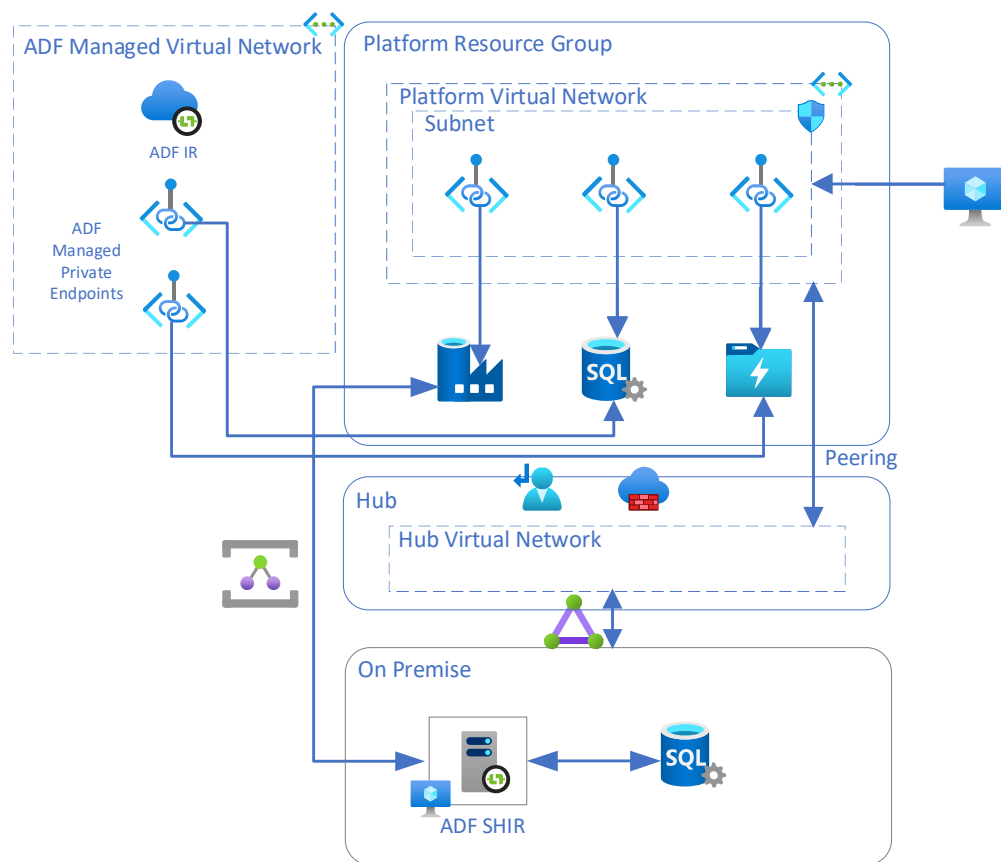 ADF Managed Virtual Network
ADF IR
ADF
Managed
Private
Endpoints
Platform Resource Group
Platform Virtual Network
Subnet
SQL
Peering
Hub
Hub Virtual Network
On Premise
SQL
ADF SHIR